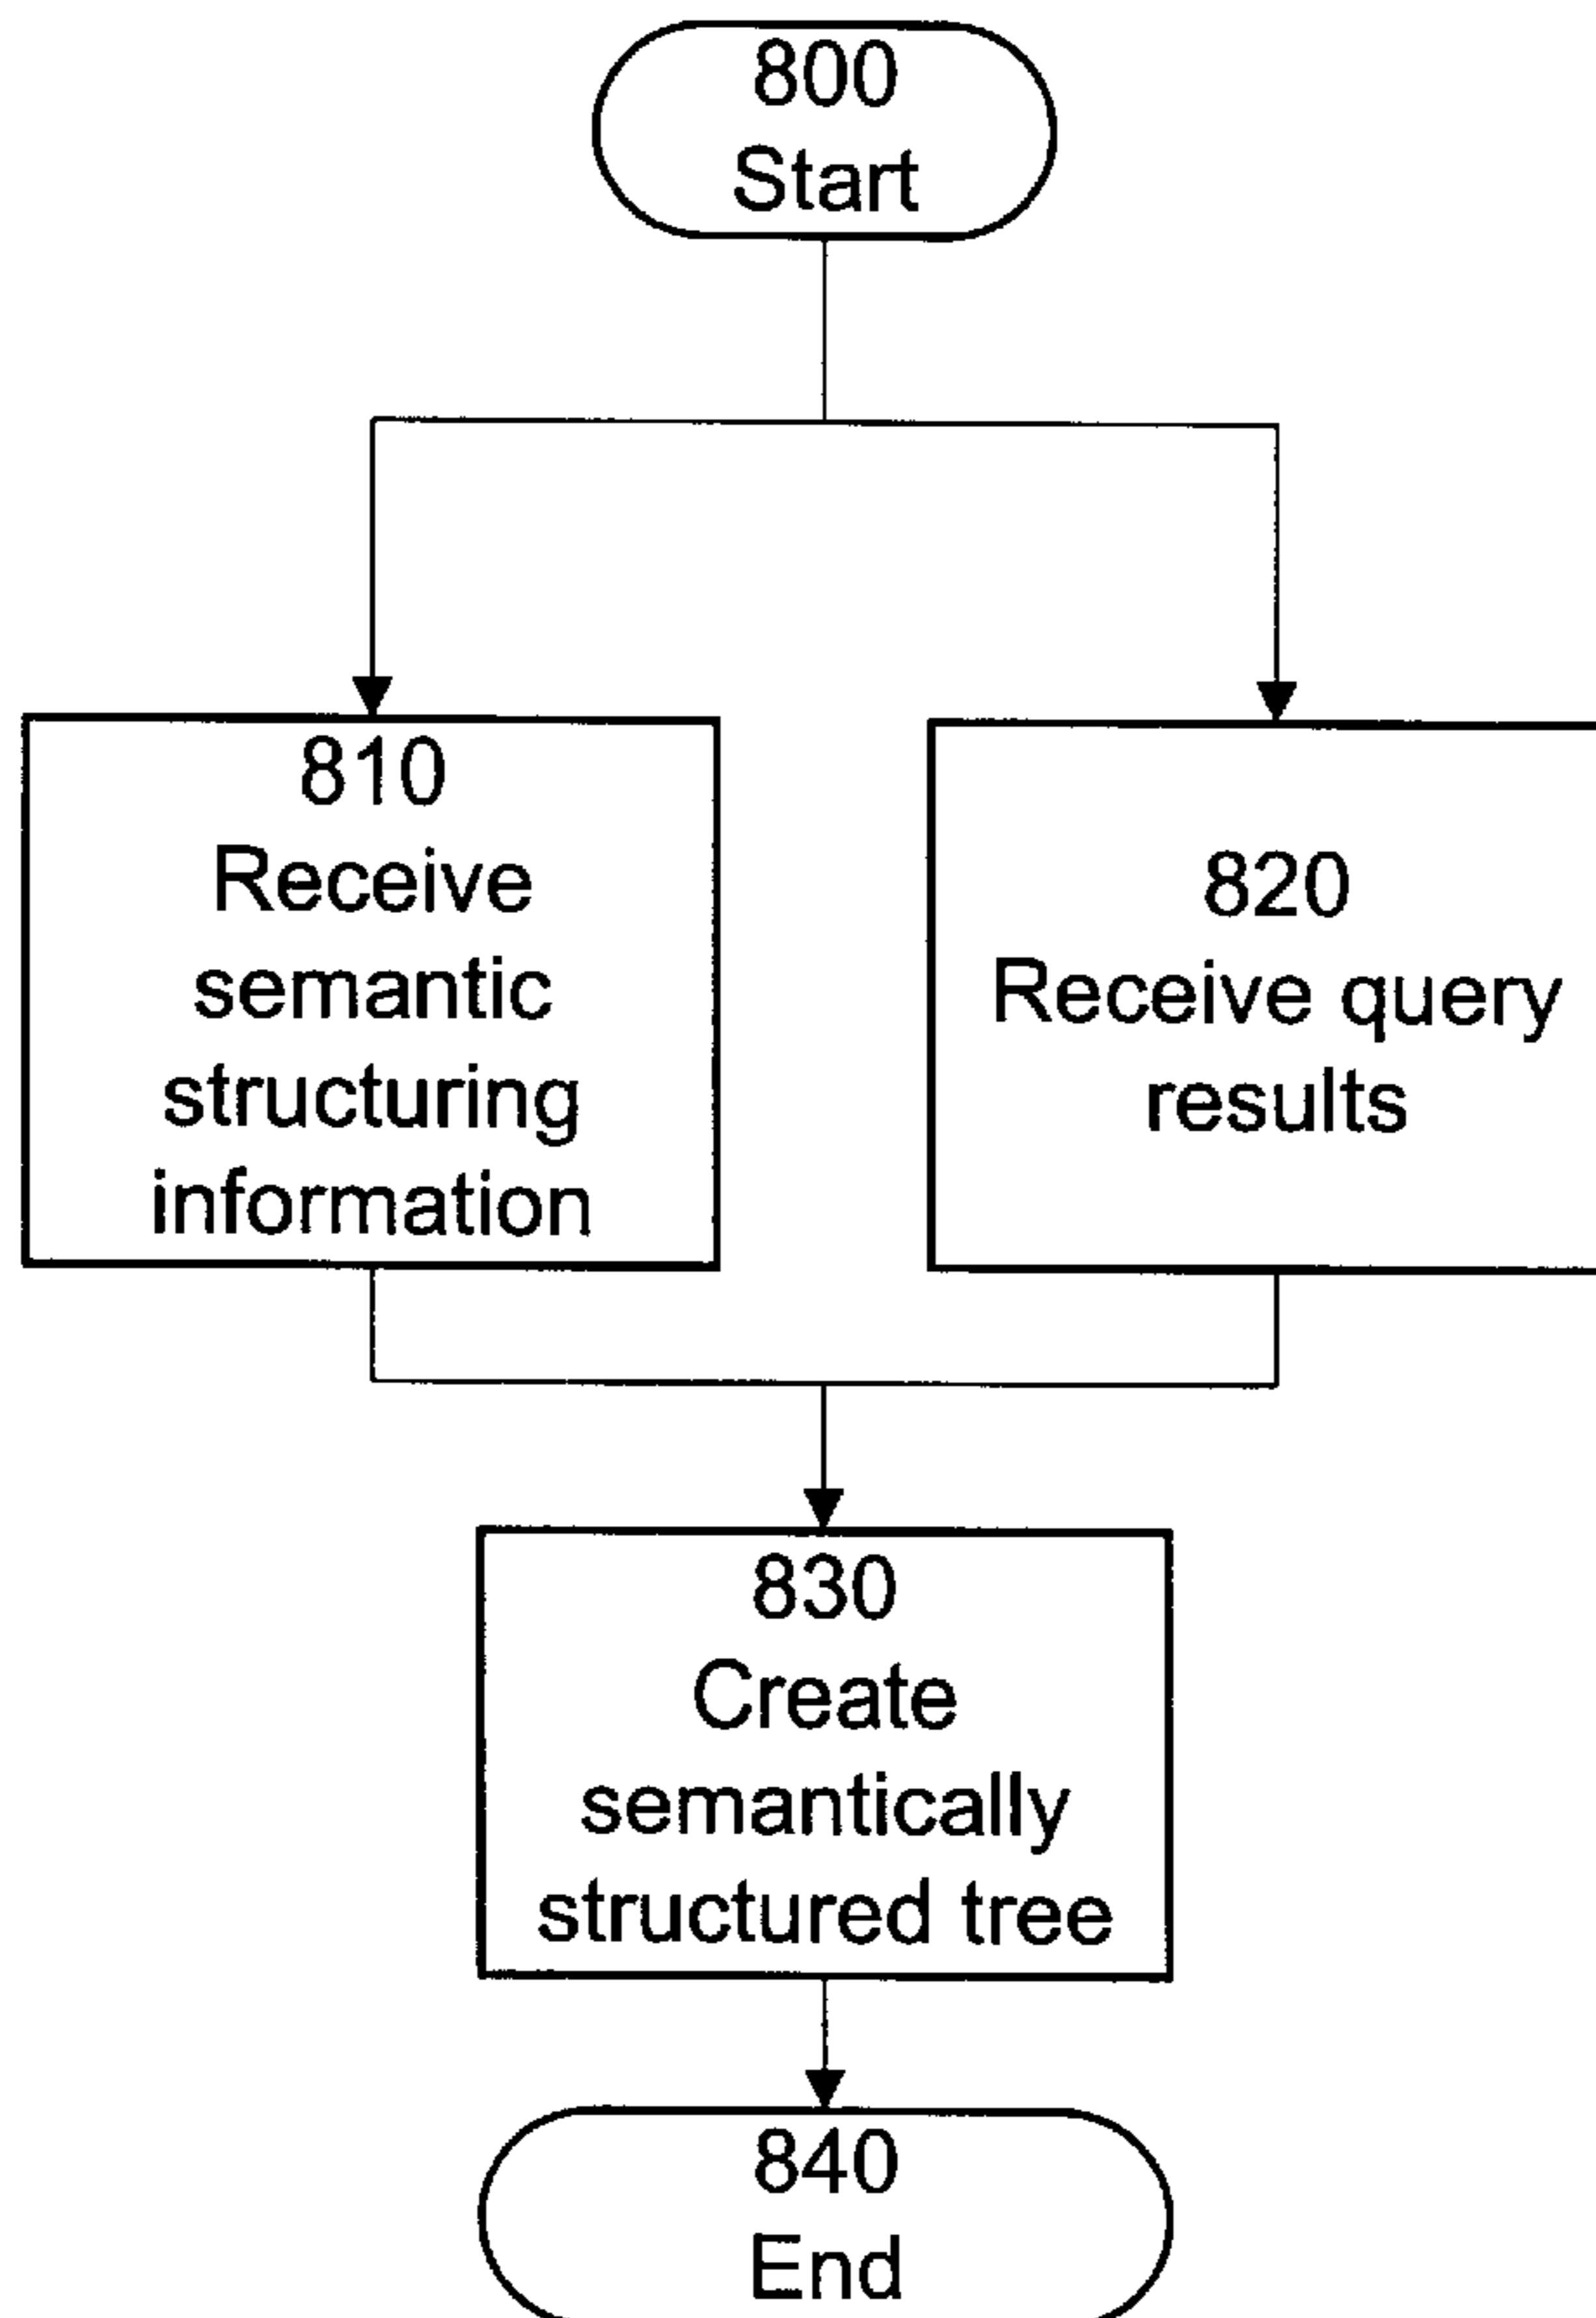 800
Start
810
Receive
semantic
structuring
information
820
Receive query
results
830
Create
semantically
structured tree
840
End